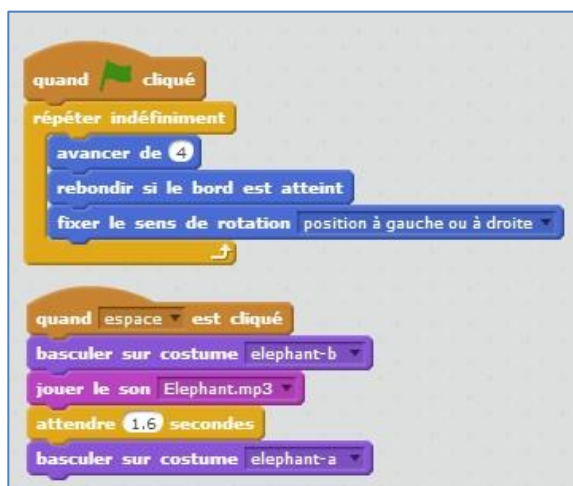 quand cliqué
répéter indéfiniment
avancer de 4
rebondir si le bord est atteint
fixer le sens de rotation position à gauche ou à droite
quand espace est cliqué
basculer sur costume elephant-b
jouer le son Elephant.mp3
attendre 1.6 secondes
basculer sur costume elephant-a